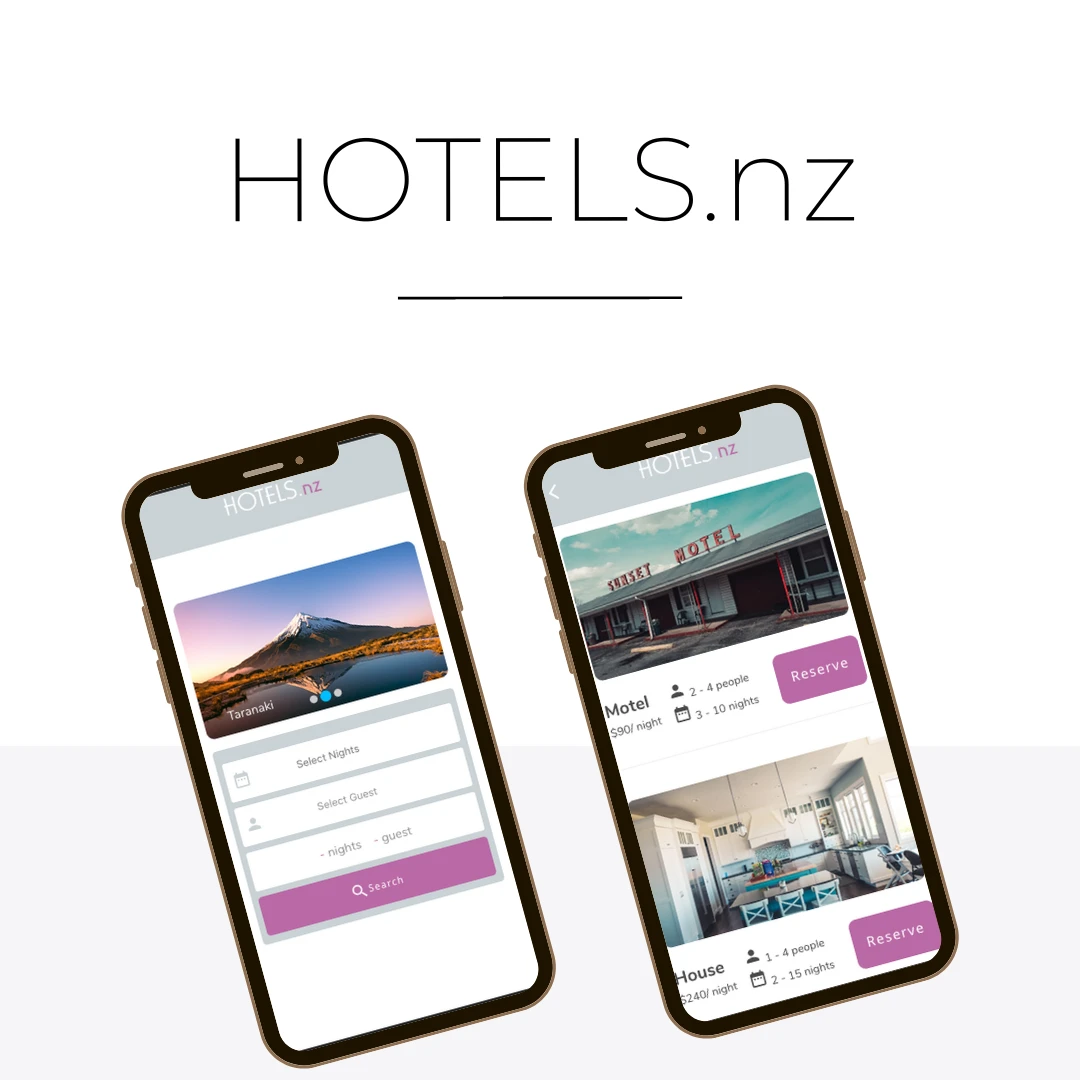 HOTELS.nz
HOTELS.nz
Taranaki
Select Nights
Select Guest
- nights - guest
Search
HOTELS.nz
SUNSET MOTEL
Motel
$90/ night
2 - 4 people
3 - 10 nights
Reserve
House
$240/ night
1 - 4 people
2 - 15 nights
Reserve